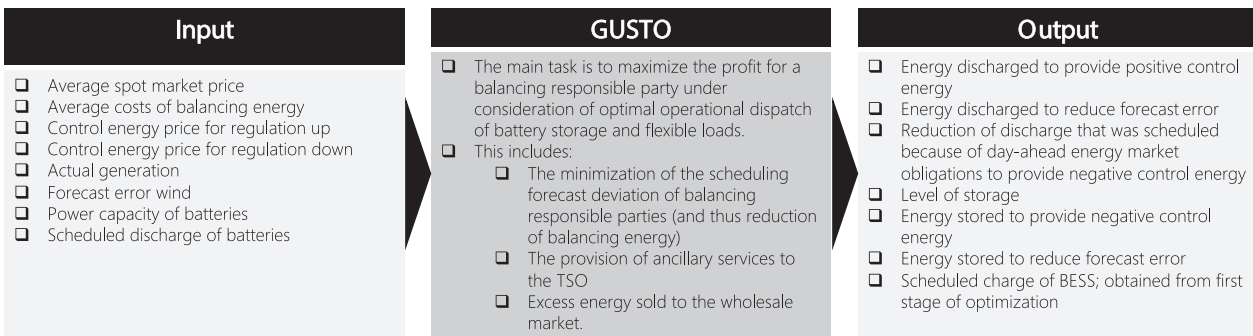 Input
❑ Average spot market price
❑ Average costs of balancing energy
❑ Control energy price for regulation up
❑ Control energy price for regulation down
❑ Actual generation
❑ Forecast error wind
❑ Power capacity of batteries
❑ Scheduled discharge of batteries
GUSTO
❑ The main task is to maximize the profit for a
balancing responsible party under
consideration of optimal operational dispatch
of battery storage and flexible loads.
❑ This includes:
❑ The minimization of the scheduling
forecast deviation of balancing
responsible parties (and thus reduction
of balancing energy)
❑ The provision of ancillary services to
the TSO
❑ Excess energy sold to the wholesale
market.
Output
❑ Energy discharged to provide positive control
energy
❑ Energy discharged to reduce forecast error
❑ Reduction of discharge that was scheduled
because of day-ahead energy market
obligations to provide negative control energy
❑ Level of storage
❑ Energy stored to provide negative control
energy
❑ Energy stored to reduce forecast error
❑ Scheduled charge of BESS; obtained from first
stage of optimization